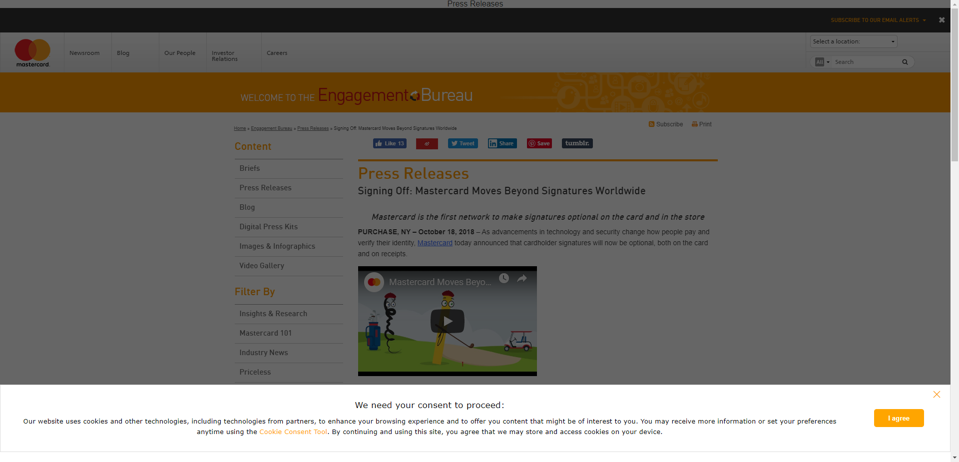 Press Releases
SUBSCRIBE TO OUR EMAIL ALERTS
mastercard.
Newsroom
Blog
Our People
Investor
Relations
Careers
Select a location:
All
Search
WELCOME TO THE Engagement Bureau
Subscribe
Print
Home » Engagement Bureau » Press Releases » Signing Off: Mastercard Moves Beyond Signatures Worldwide
Content
Briefs
Press Releases
Blog
Digital Press Kits
Images & Infographics
Video Gallery
Filter By
Insights & Research
Mastercard 101
Industry News
Priceless
Like 13
Tweet
Share
Save
tumblr.
Press Releases
Signing Off: Mastercard Moves Beyond Signatures Worldwide
Mastercard is the first network to make signatures optional on the card and in the store
PURCHASE, NY – October 18, 2018 – As advancements in technology and security change how people pay and
verify their identity, Mastercard today announced that cardholder signatures will now be optional, both on the card
and on receipts.
Mastercard Moves Beyo...
We need your consent to proceed:
Our website uses cookies and other technologies, including technologies from partners, to enhance your browsing experience and to offer you content that might be of interest to you. You may receive more information or set your preferences
anytime using the Cookie Consent Tool. By continuing and using this site, you agree that we may store and access cookies on your device.
I agree